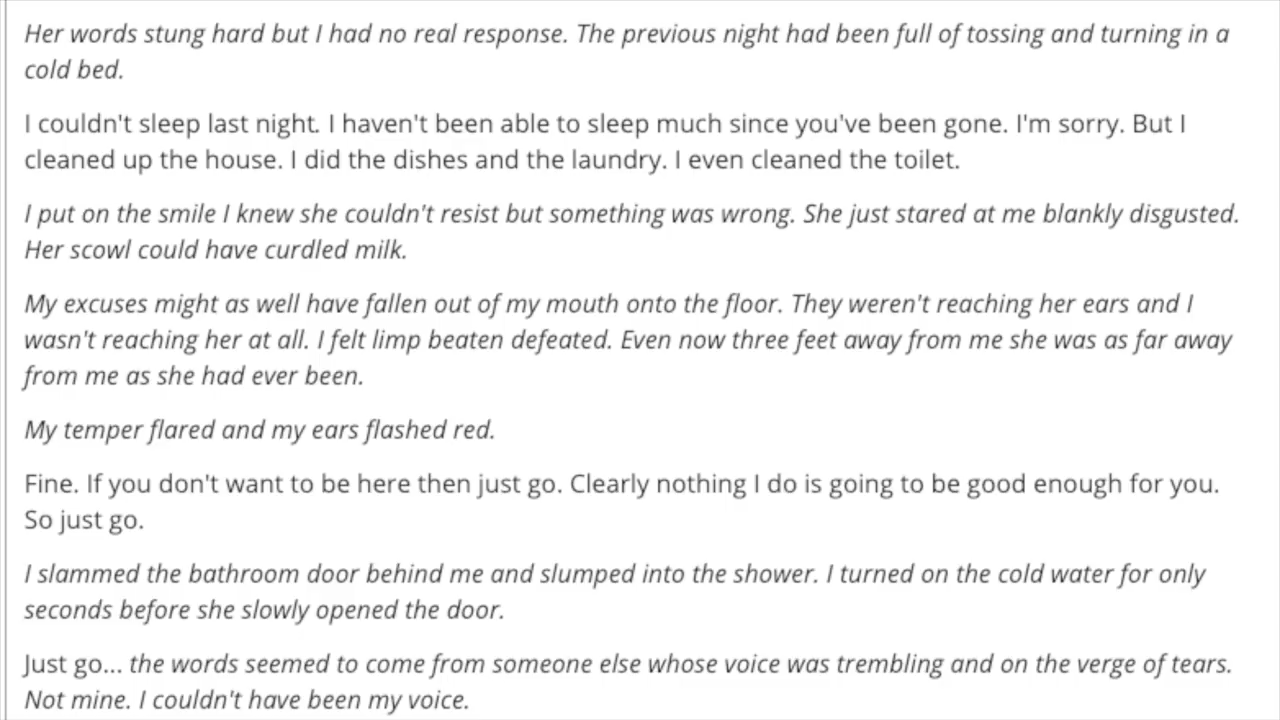 Her words stung hard but I had no real response. The previous night had been full of tossing and turning in a
cold bed.
I couldn't sleep last night. I haven't been able to sleep much since you've been gone. I'm sorry. But I
cleaned up the house. I did the dishes and the laundry. I even cleaned the toilet.
I put on the smile I knew she couldn't resist but something was wrong. She just stared at me blankly disgusted.
Her scowl could have curdled milk.
My excuses might as well have fallen out of my mouth onto the floor. They weren't reaching her ears and I
wasn't reaching her at all. I felt limp beaten defeated. Even now three feet away from me she was as far away
from me as she had ever been.
My temper flared and my ears flashed red.
Fine. If you don't want to be here then just go. Clearly nothing I do is going to be good enough for you.
So just go.
I slammed the bathroom door behind me and slumped into the shower. I turned on the cold water for only
seconds before she slowly opened the door.
Just go... the words seemed to come from someone else whose voice was trembling and on the verge of tears.
Not mine. I couldn't have been my voice.